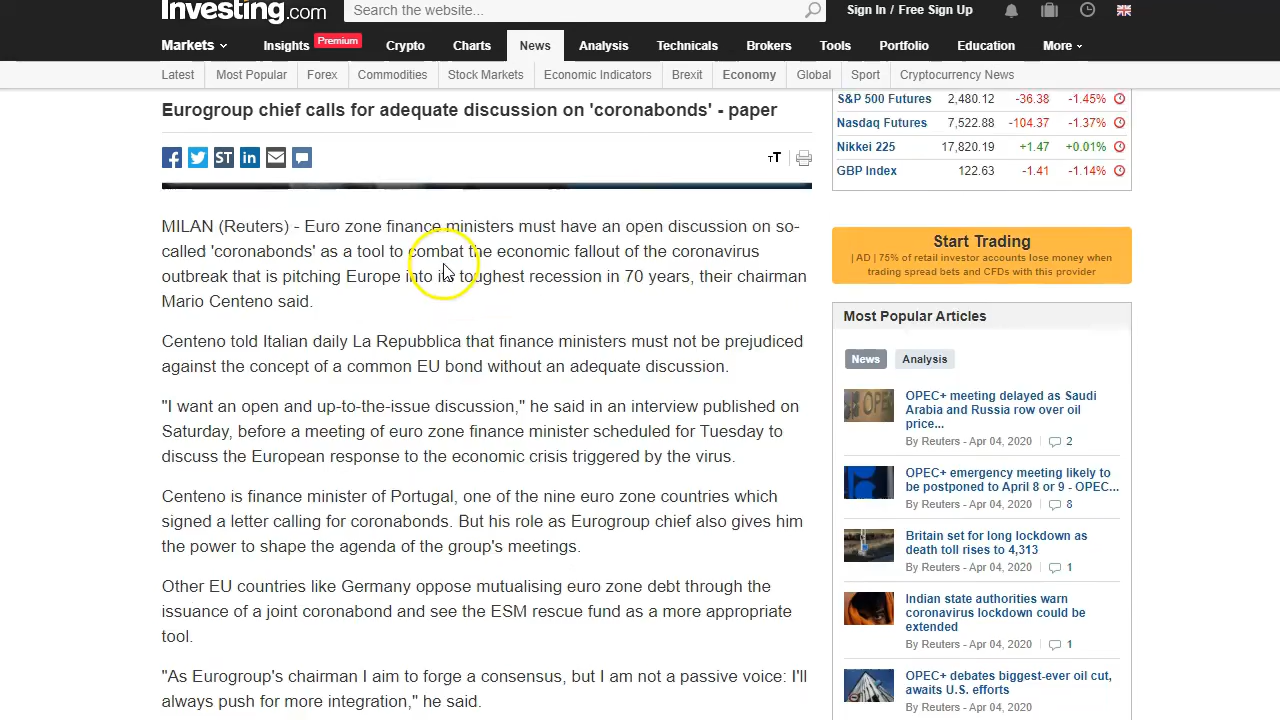 Investing.com
Search the website...
Sign In / Free Sign Up
Markets
Insights
Premium
Crypto
Charts
News
Analysis
Technicals
Brokers
Tools
Portfolio
Education
More
Latest
Most Popular
Forex
Commodities
Stock Markets
Economic Indicators
Brexit
Economy
Global
Sport
Cryptocurrency News
Eurogroup chief calls for adequate discussion on 'coronabonds' - paper
ST
in
TT
MILAN (Reuters) - Euro zone finance ministers must have an open discussion on so-
called 'coronabonds' as a tool to combat the economic fallout of the coronavirus
outbreak that is pitching Europe into its toughest recession in 70 years, their chairman
Mario Centeno said.
Centeno told Italian daily La Repubblica that finance ministers must not be prejudiced
against the concept of a common EU bond without an adequate discussion.
"I want an open and up-to-the-issue discussion," he said in an interview published on
Saturday, before a meeting of euro zone finance minister scheduled for Tuesday to
discuss the European response to the economic crisis triggered by the virus.
Centeno is finance minister of Portugal, one of the nine euro zone countries which
signed a letter calling for coronabonds. But his role as Eurogroup chief also gives him
the power to shape the agenda of the group's meetings.
Other EU countries like Germany oppose mutualising euro zone debt through the
issuance of a joint coronabond and see the ESM rescue fund as a more appropriate
tool.
"As Eurogroup's chairman I aim to forge a consensus, but I am not a passive voice: I'll
always push for more integration," he said.
S&P 500 Futures 2,480.12 -36.38 -1.45%
Nasdaq Futures 7,522.88 -104.37 -1.37%
Nikkei 225 17,820.19 +1.47 +0.01%
GBP Index 122.63 -1.41 -1.14%
Start Trading
| AD | 75% of retail investor accounts lose money when
trading spread bets and CFDs with this provider
Most Popular Articles
News
Analysis
OPEC+ meeting delayed as Saudi
Arabia and Russia row over oil
price...
By Reuters - Apr 04, 2020 2
OPEC+ emergency meeting likely to
be postponed to April 8 or 9 - OPEC...
By Reuters - Apr 04, 2020 8
Britain set for long lockdown as
death toll rises to 4,313
By Reuters - Apr 04, 2020 1
Indian state authorities warn
coronavirus lockdown could be
extended
By Reuters - Apr 04, 2020 1
OPEC+ debates biggest-ever oil cut,
awaits U.S. efforts
By Reuters - Apr 04, 2020